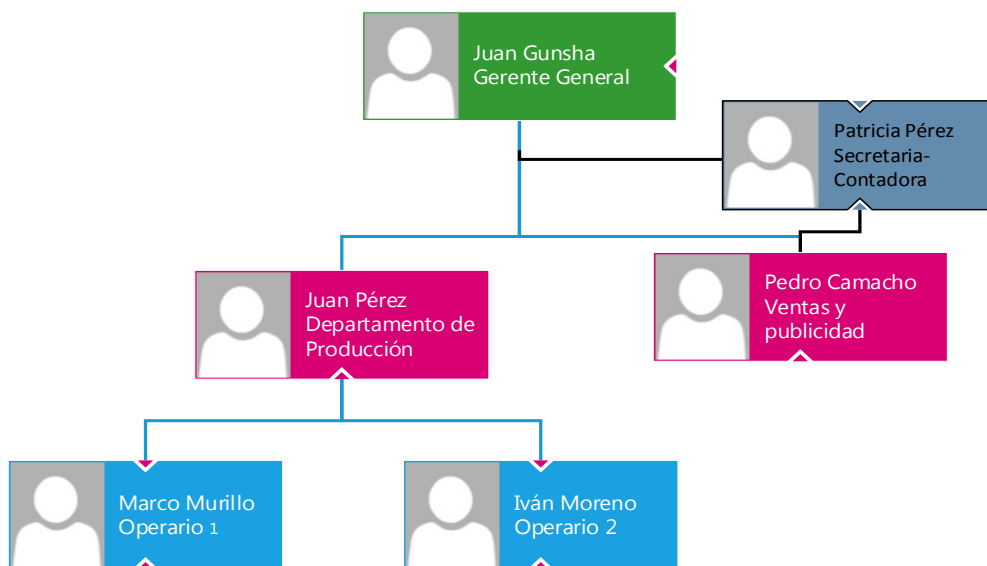 Juan Gunsha
Gerente General
Patricia Pérez
Secretaria-
Contadora
Juan Pérez
Departamento de
Producción
Pedro Camacho
Ventas y
publicidad
Marco Murillo
Operario 1
Iván Moreno
Operario 2